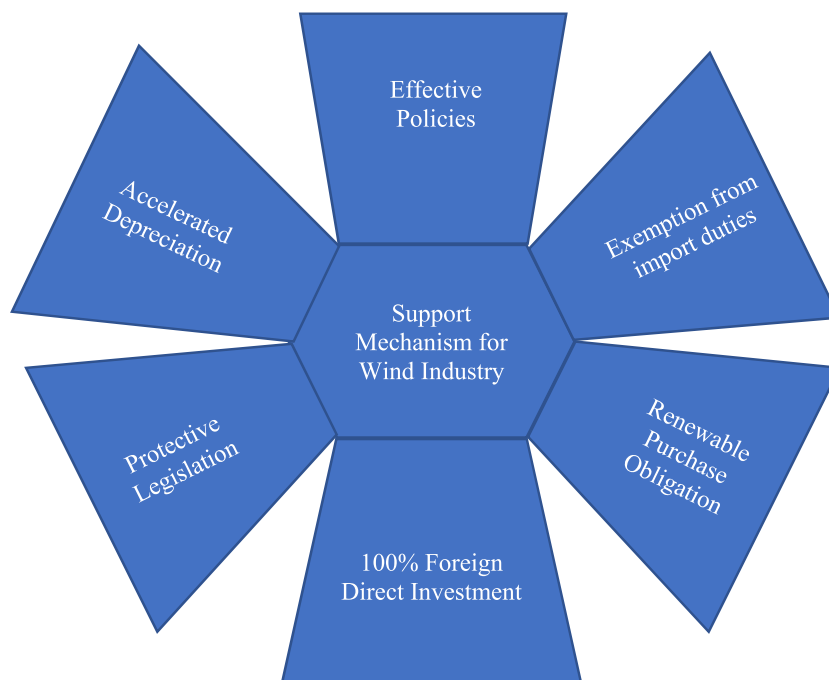 Effective
Policies
Accelerated
Depreciation
Exemption from
import duties
Support
Mechanism for
Wind Industry
Protective
Legislation
Renewable
Purchase
Obligation
100% Foreign
Direct Investment